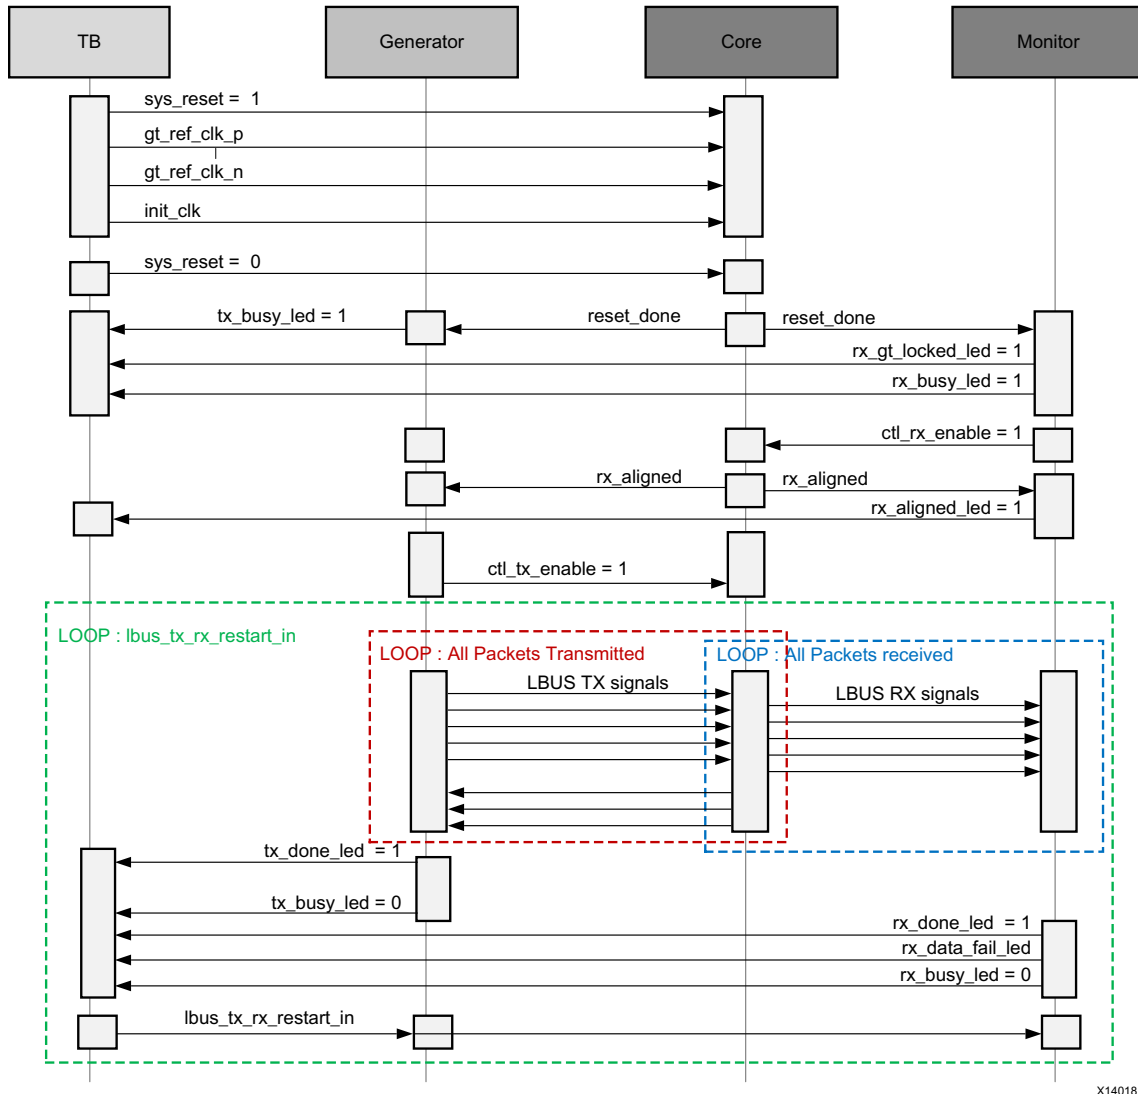 TB
Generator
Core
Monitor
sys_reset = 1
gt_ref_clk_p
gt_ref_clk_n
init_clk
sys_reset = 0
tx_busy_led = 1
reset_done
reset_done
rx_gt_locked_led = 1
rx_busy_led = 1
ctl_rx_enable = 1
rx_aligned
rx_aligned
rx_aligned_led = 1
ctl_tx_enable = 1
LOOP : lbus_tx_rx_restart_in
LOOP : All Packets Transmitted
LOOP : All Packets received
LBUS TX signals
LBUS RX signals
tx_done_led = 1
tx_busy_led = 0
rx_done_led = 1
rx_data_fail_led
rx_busy_led = 0
lbus_tx_rx_restart_in
X14018